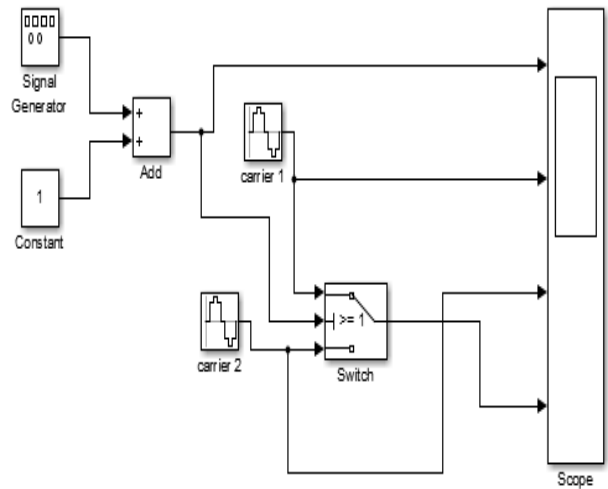 Signal
Generator
+
+
Add
1
Constant
carrier 1
carrier 2
>= 1
Switch
Scope